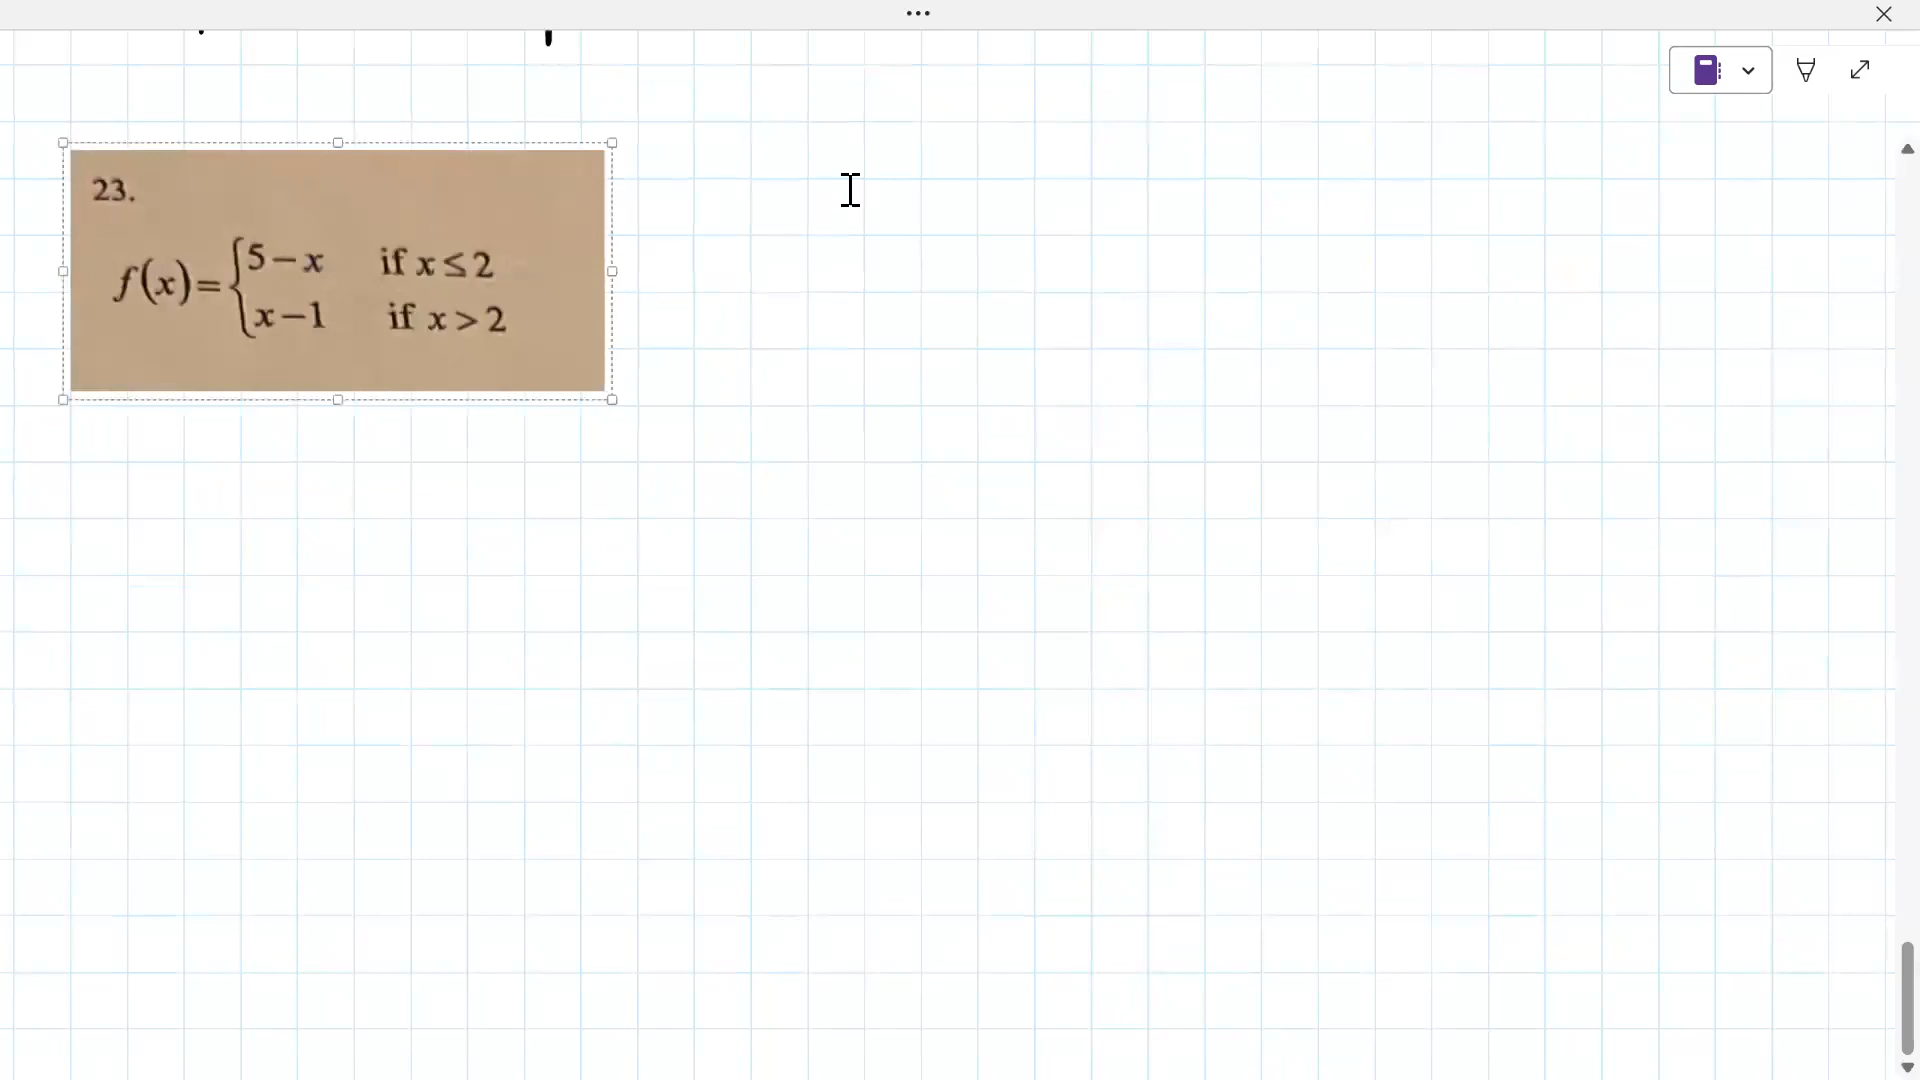 23.
f(x)= { 5−x if x≤2
x−1 if x>2